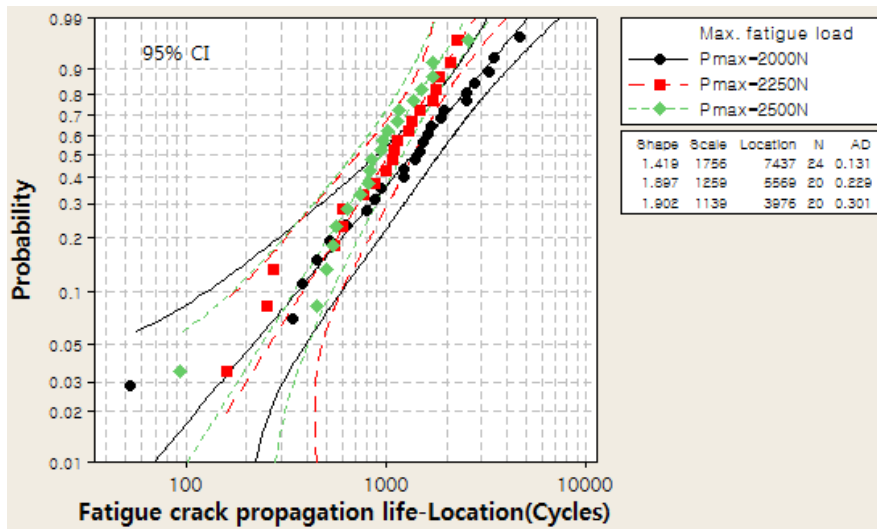 0.99
0.9
0.8
0.7
0.6
0.5
0.4
0.3
0.2
0.1
0.05
0.03
0.02
0.01
Probability
95% CI
100 1000 10000
Fatigue crack propagation life-Location(Cycles)
Max. fatigue load
Pmax=2000N
Pmax=2250N
Pmax=2500N
Shape Scale Location N AD
1.419 1756 7437 24 0.131
1.897 1259 5569 20 0.229
1.902 1139 3976 20 0.301